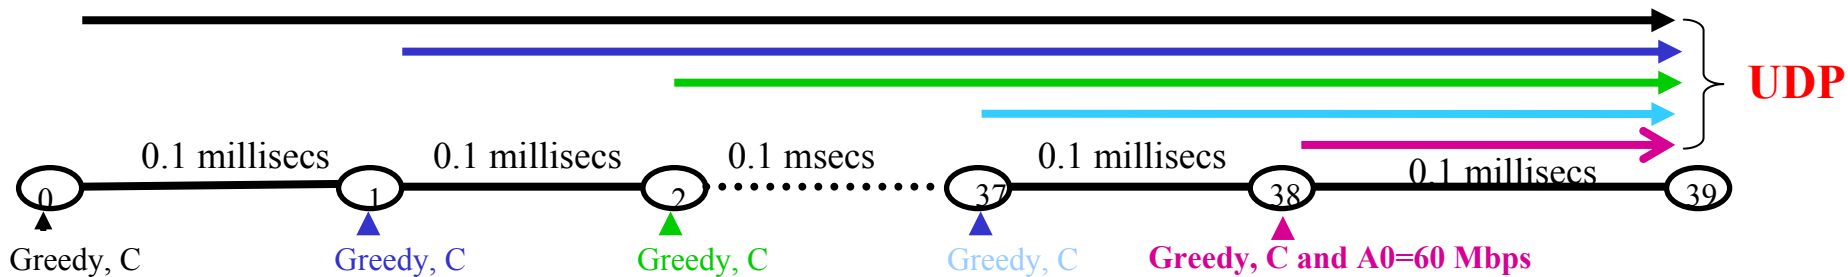 UDP
0.1 millisecs
0.1 millisecs
0.1 msecs
0.1 millisecs
0.1 millisecs
0
1
2
37
38
39
Greedy, C
Greedy, C
Greedy, C
Greedy, C
Greedy, C and A0=60 Mbps